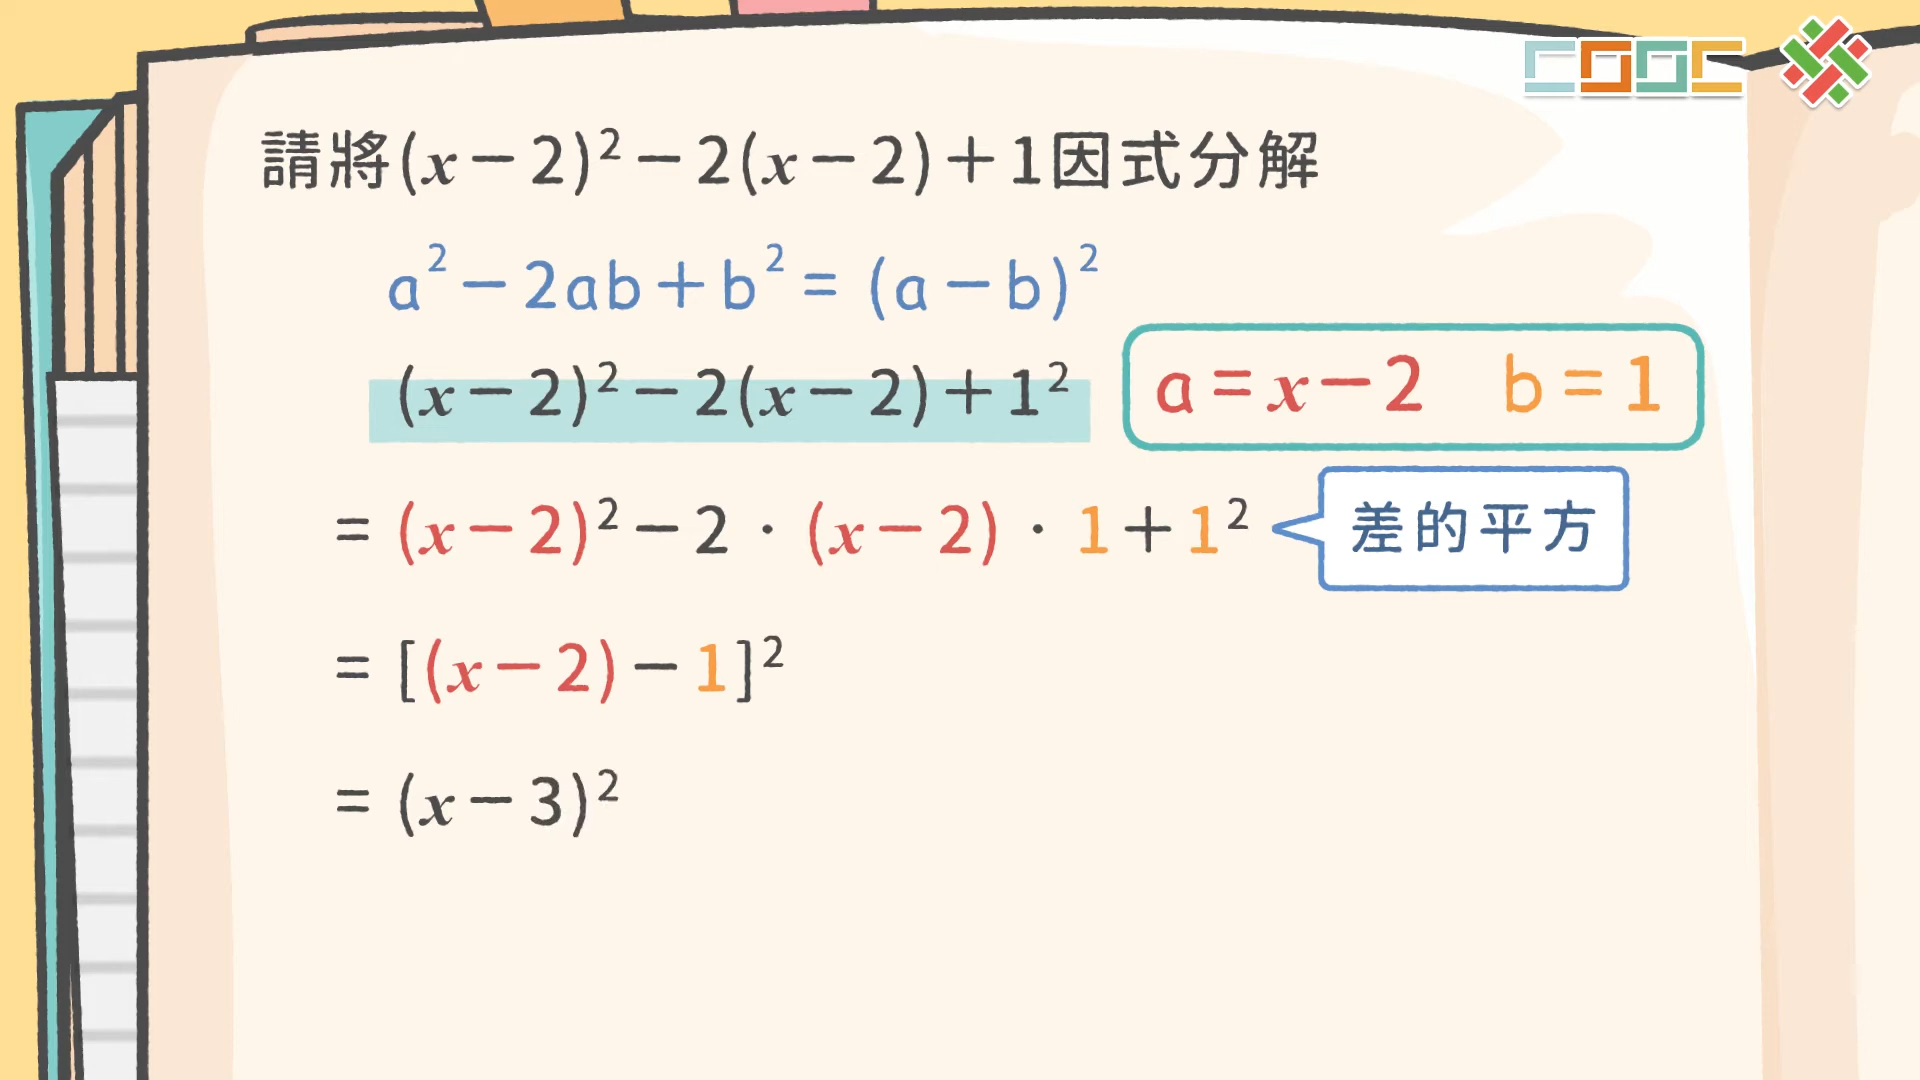 COOC
請將(x－2)²－2(x－2)＋1因式分解
a²－2ab＋b²＝(a－b)²
(x－2)²－2(x－2)＋1²
a＝x－2 b＝1
＝(x－2)²－2‧(x－2)‧1＋1²
差的平方
＝[(x－2)－1]²
＝(x－3)²